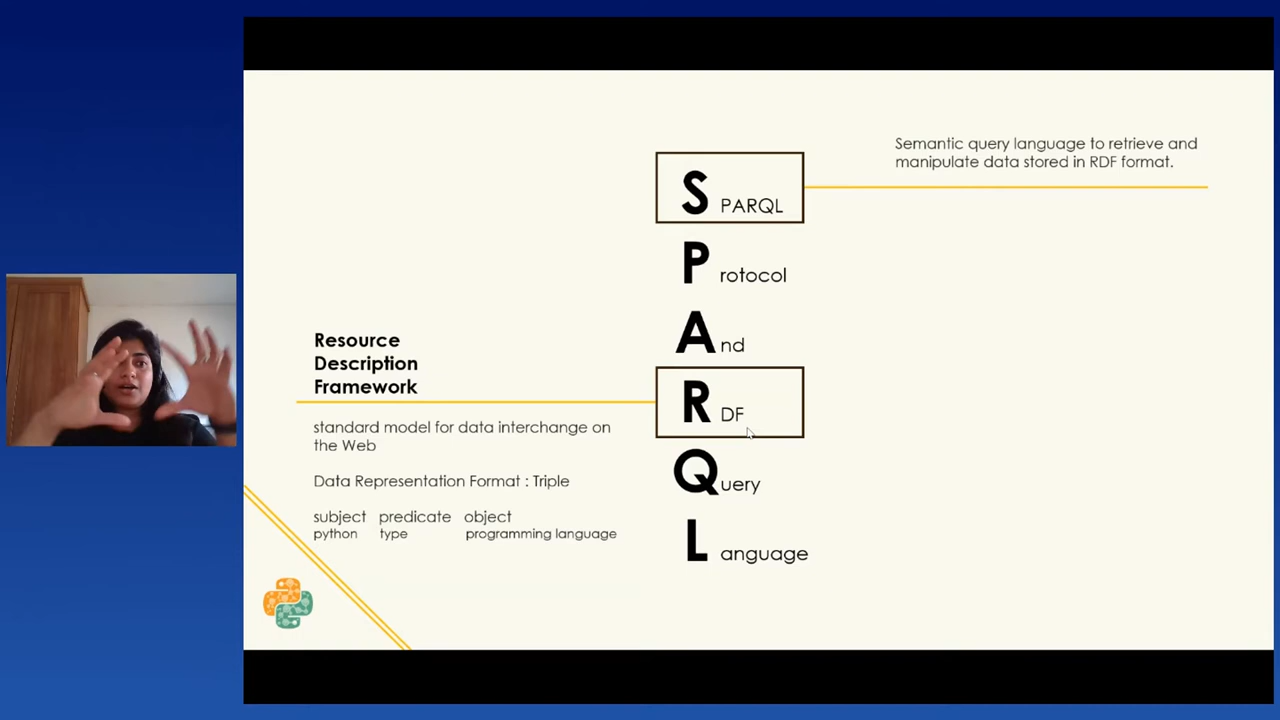 Semantic query language to retrieve and
manipulate data stored in RDF format.
S PARQL
P rotocol
A nd
R DF
Q uery
L anguage
Resource
Description
Framework
standard model for data interchange on
the Web
Data Representation Format : Triple
subject predicate object
python type programming language